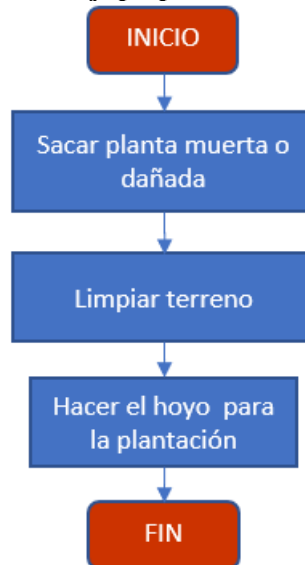 INICIO
Sacar planta muerta o
dañada
Limpiar terreno
Hacer el hoyo para
la plantación
FIN